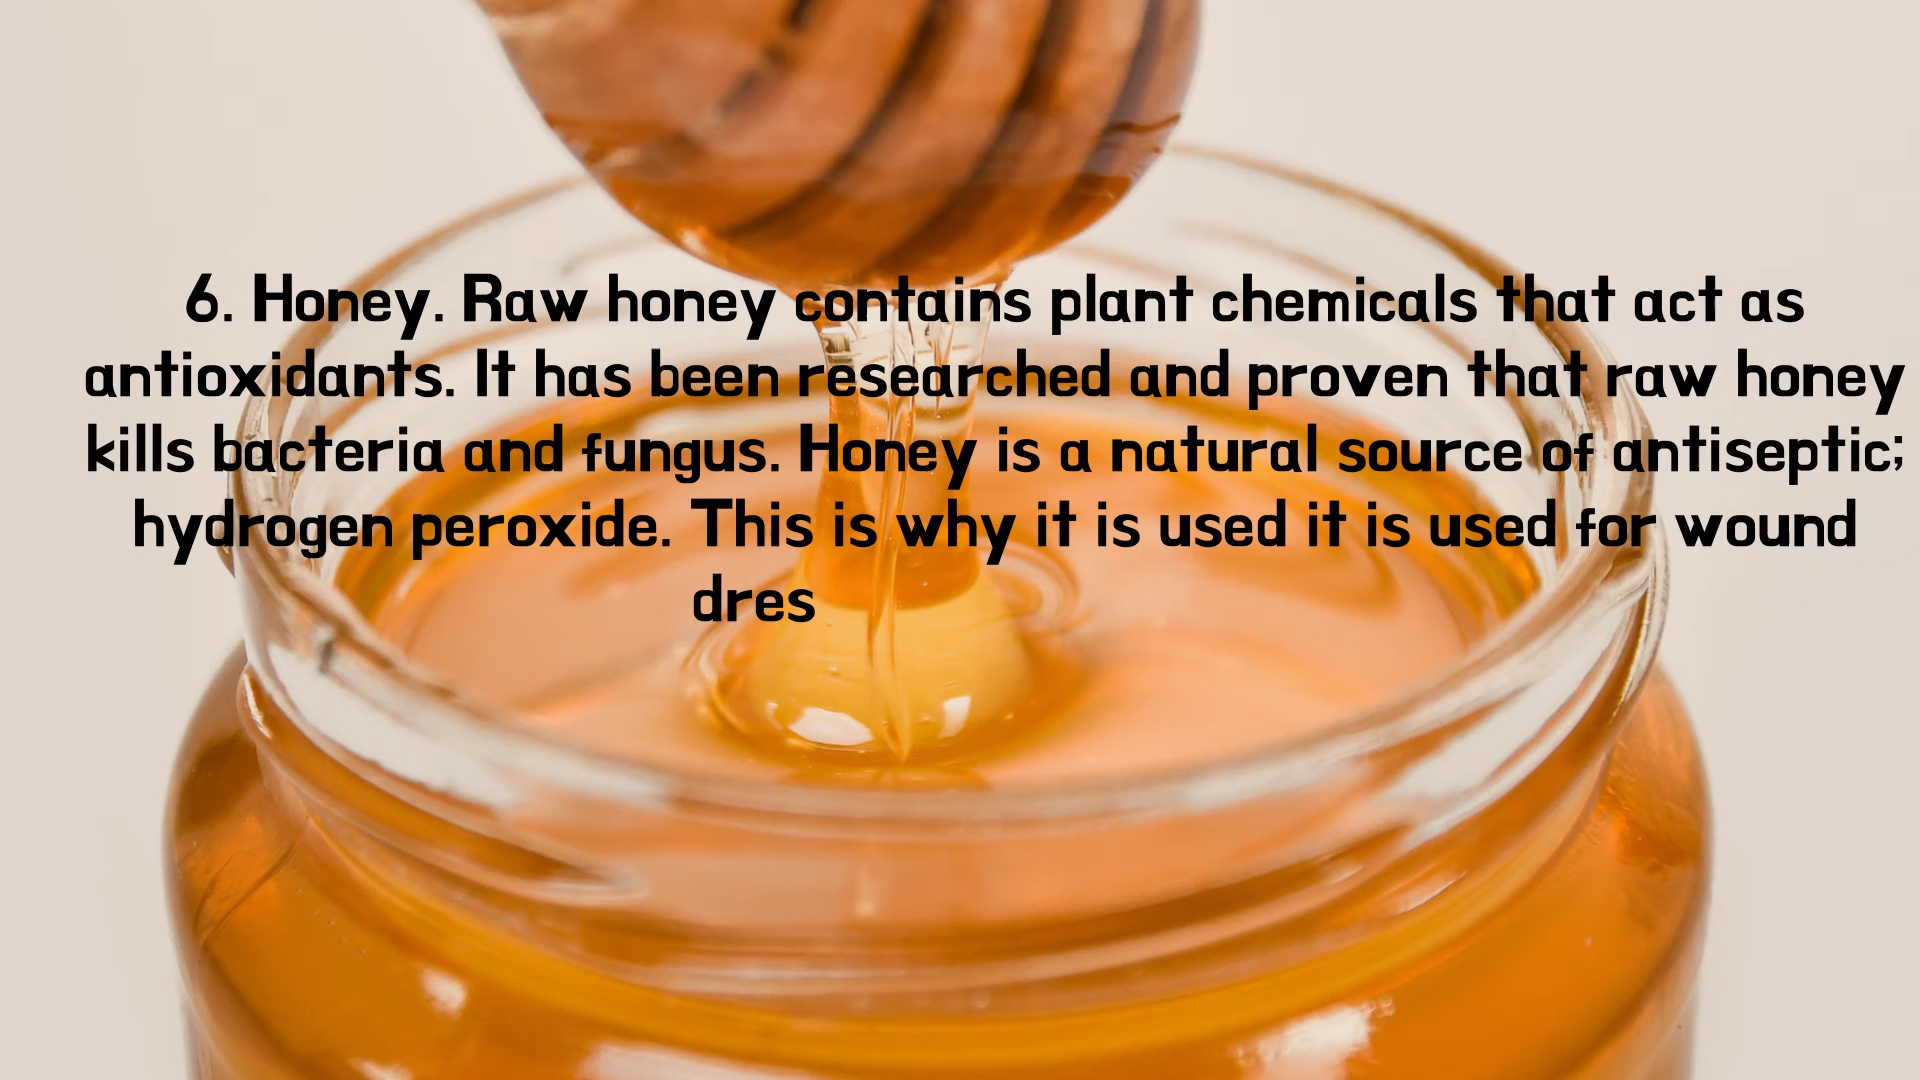 6. Honey. Raw honey contains plant chemicals that act as
antioxidants. It has been researched and proven that raw honey
kills bacteria and fungus. Honey is a natural source of antiseptic;
hydrogen peroxide. This is why it is used it is used for wound
dres